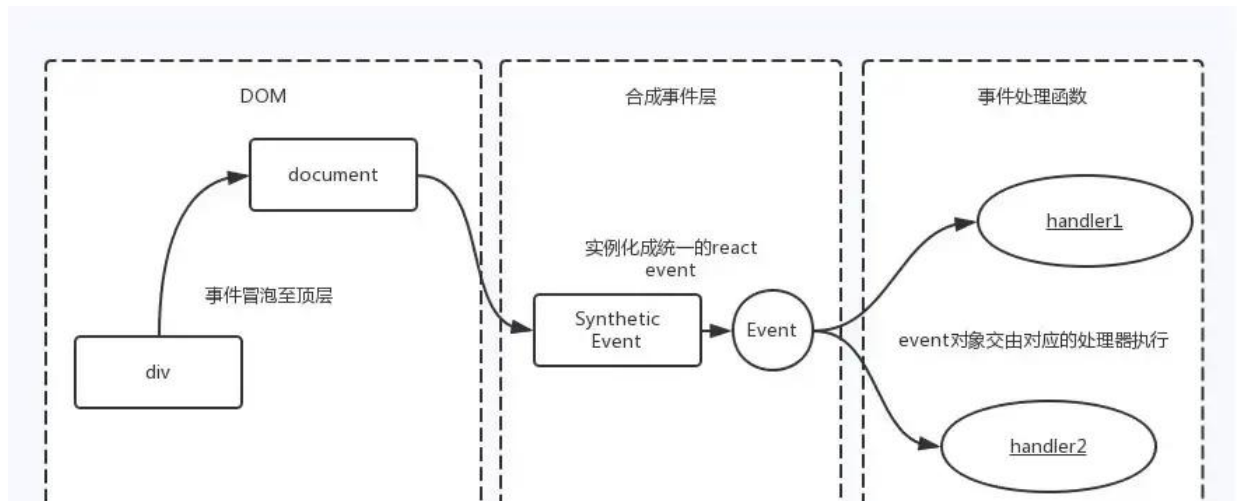 DOM
document
事件冒泡至顶层
div
合成事件层
实例化成统一的react
event
Synthetic
Event
Event
事件处理函数
handler1
event对象交由对应的处理器执行
handler2